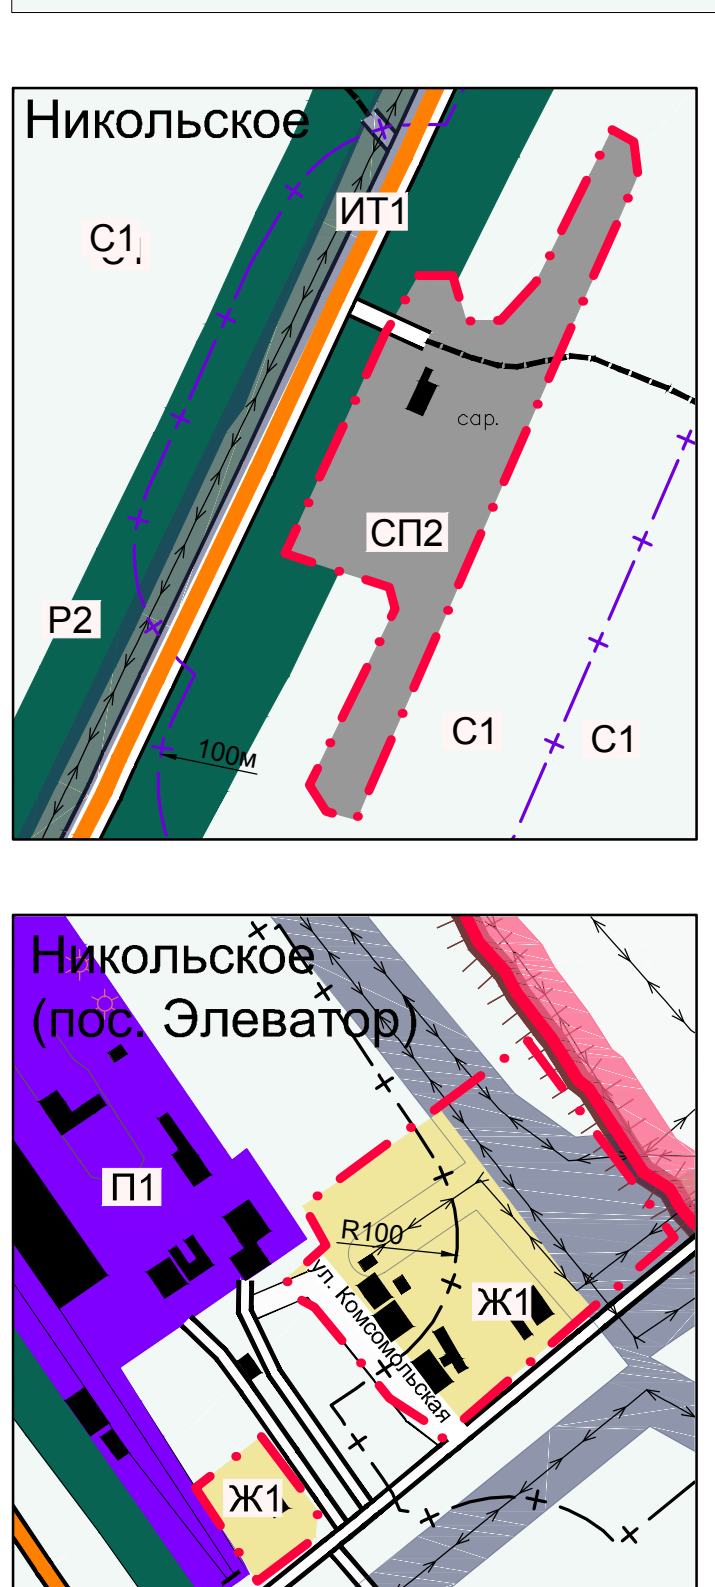 Никольское
ИТ1
С1
сар.
СП2
Р2
С1
С1
100м
Никольское
(пос. Элеватор)
П1
R100
ул. Комсомольская
Ж1
Ж1